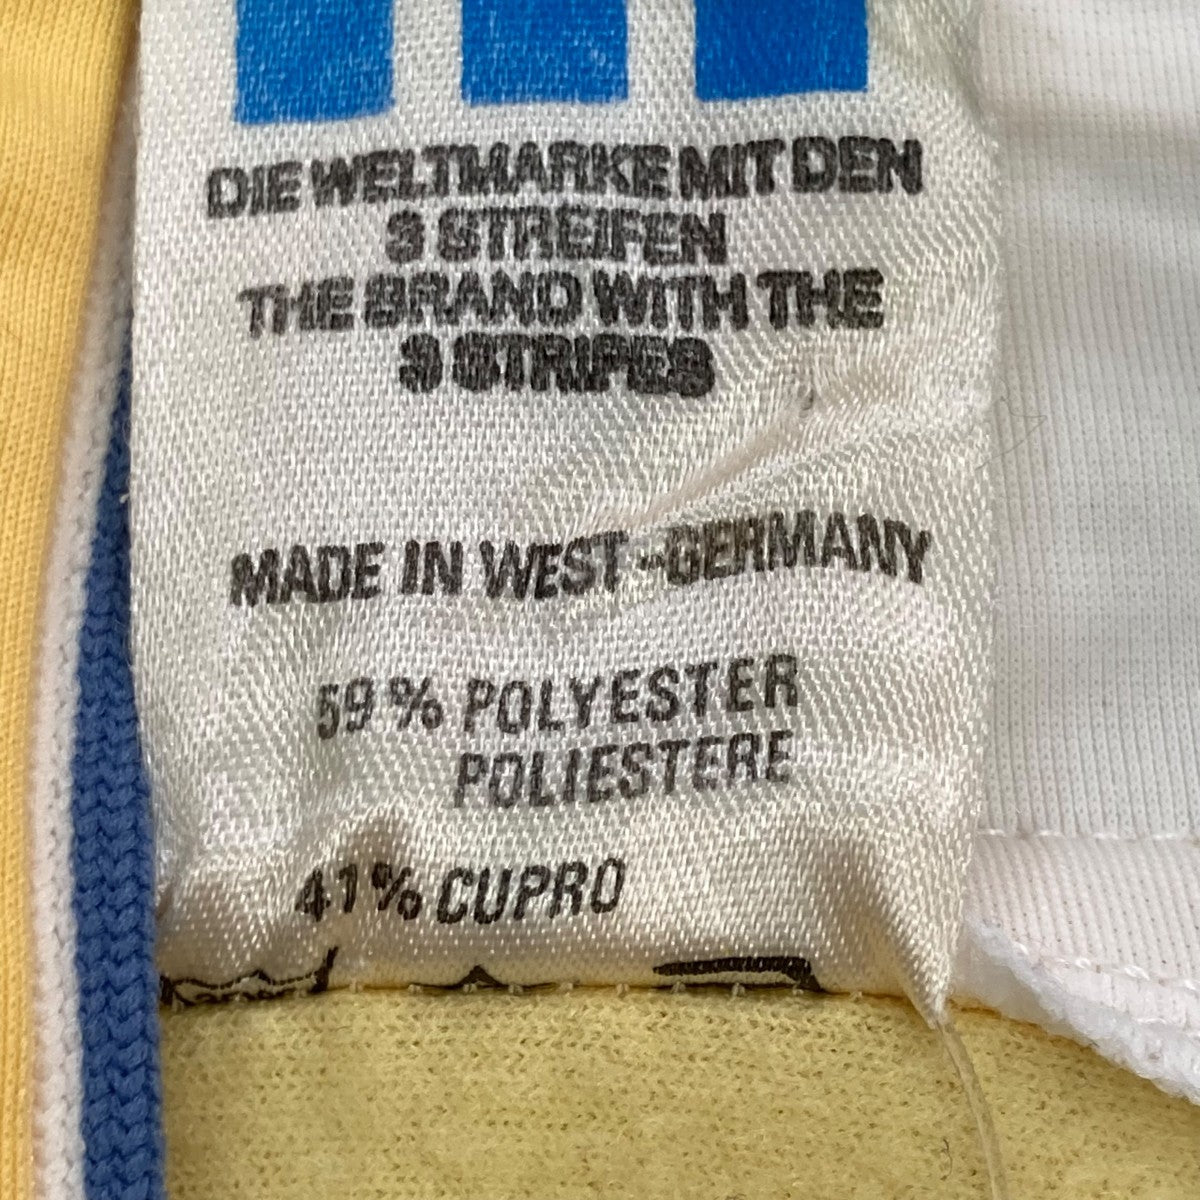 DIE WELTMARKE MIT DEN
3 STREIFEN
THE BRAND WITH THE
3 STRIPES
MADE IN WEST-GERMANY
59% POLYESTER
POLIESTERE
41% CUPRO